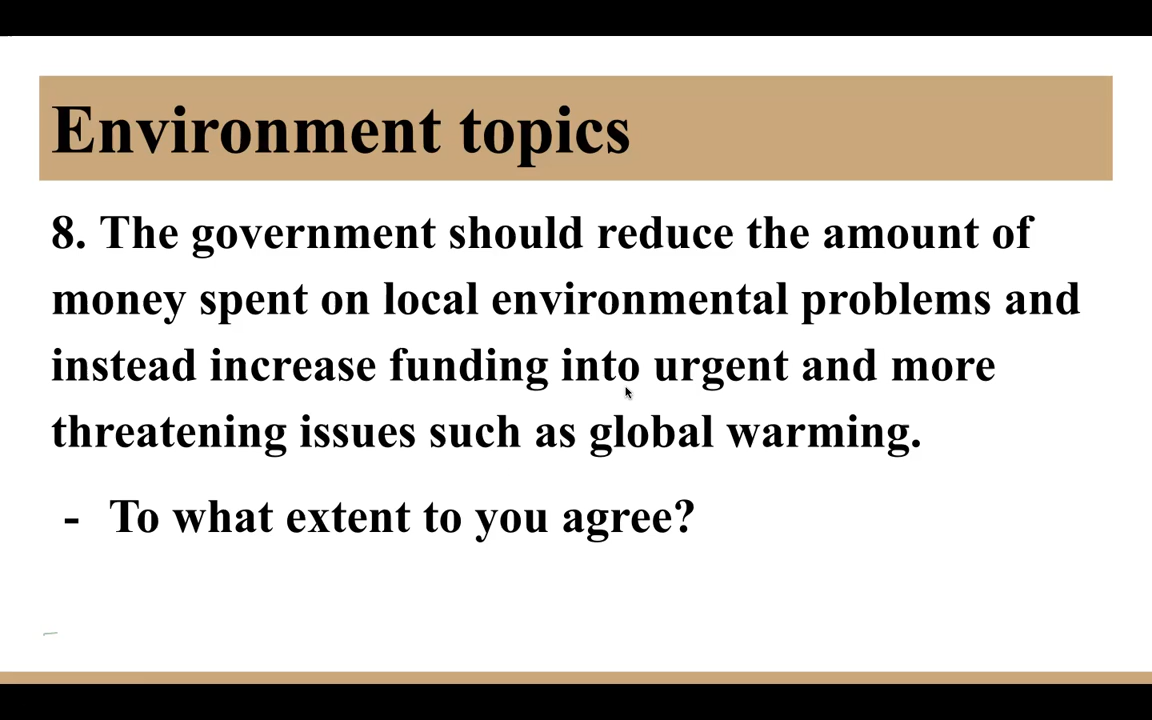 Environment topics
8. The government should reduce the amount of
money spent on local environmental problems and
instead increase funding into urgent and more
threatening issues such as global warming.
- To what extent to you agree?